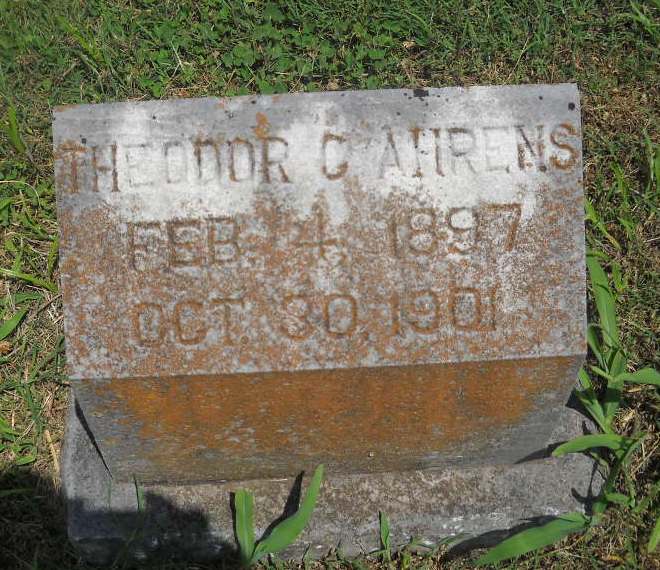 THEODOR C AHRENS
FEB. 14, 1897
OCT. 30, 1901